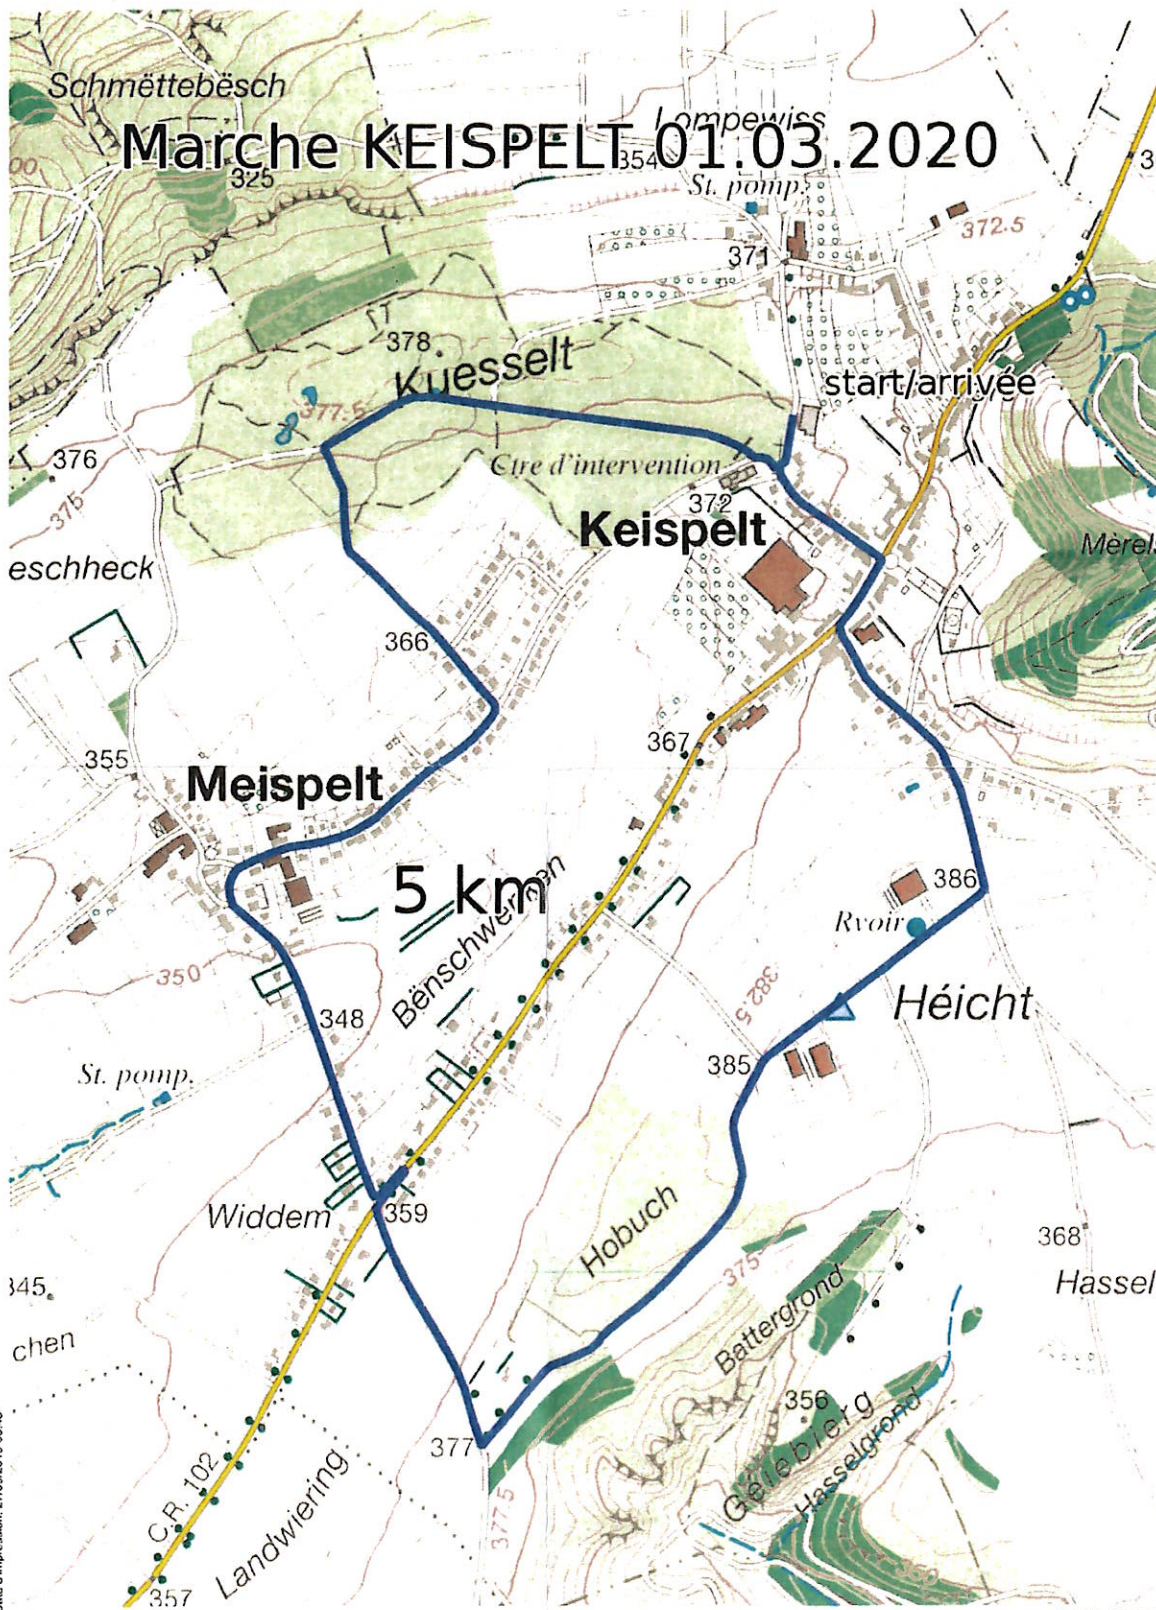 Schmëttebësch
Lompewiss
Marche KEISPELT 01.03.2020
354
325
St. pomp.
372.5
371
378
Kuesselt
start/arrivée
377.5
376
Ctre d'intervention
375
372
Keispelt
eschheck
366
367
355
Meispelt
5 km
386
Bënschwengen
Rvoir
350
382.5
Héicht
348
385
St. pomp.
Widdem
359
Hobuch
368
375
345
Hassel
Battergrond
chen
356
Geiebierg
Hasselgrond
377
C.R. 102
Landwiering
377.5
360
357